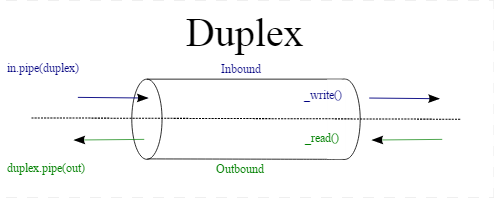 Duplex
in.pipe(duplex)
Inbound
_write()
_read()
duplex.pipe(out)
Outbound